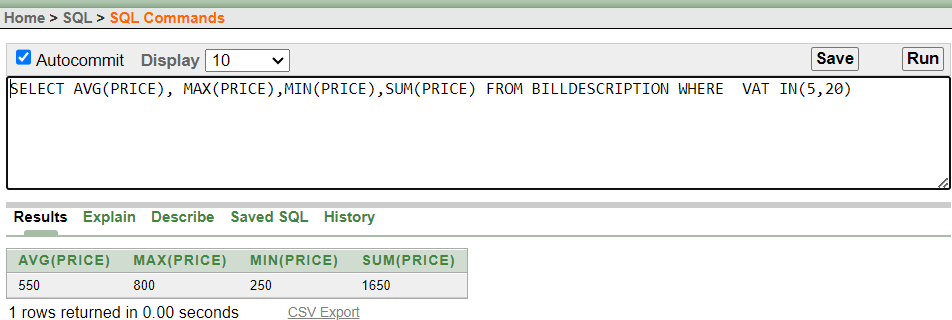 Home > SQL > SQL Commands
Autocommit Display 10 Save Run
SELECT AVG(PRICE), MAX(PRICE),MIN(PRICE),SUM(PRICE) FROM BILLDESCRIPTION WHERE  VAT IN(5,20)
Results Explain Describe Saved SQL History
AVG(PRICE) MAX(PRICE) MIN(PRICE) SUM(PRICE)
550 800 250 1650
1 rows returned in 0.00 seconds CSV Export